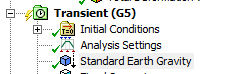 Transient (G5)
Initial Conditions
Analysis Settings
Standard Earth Gravity